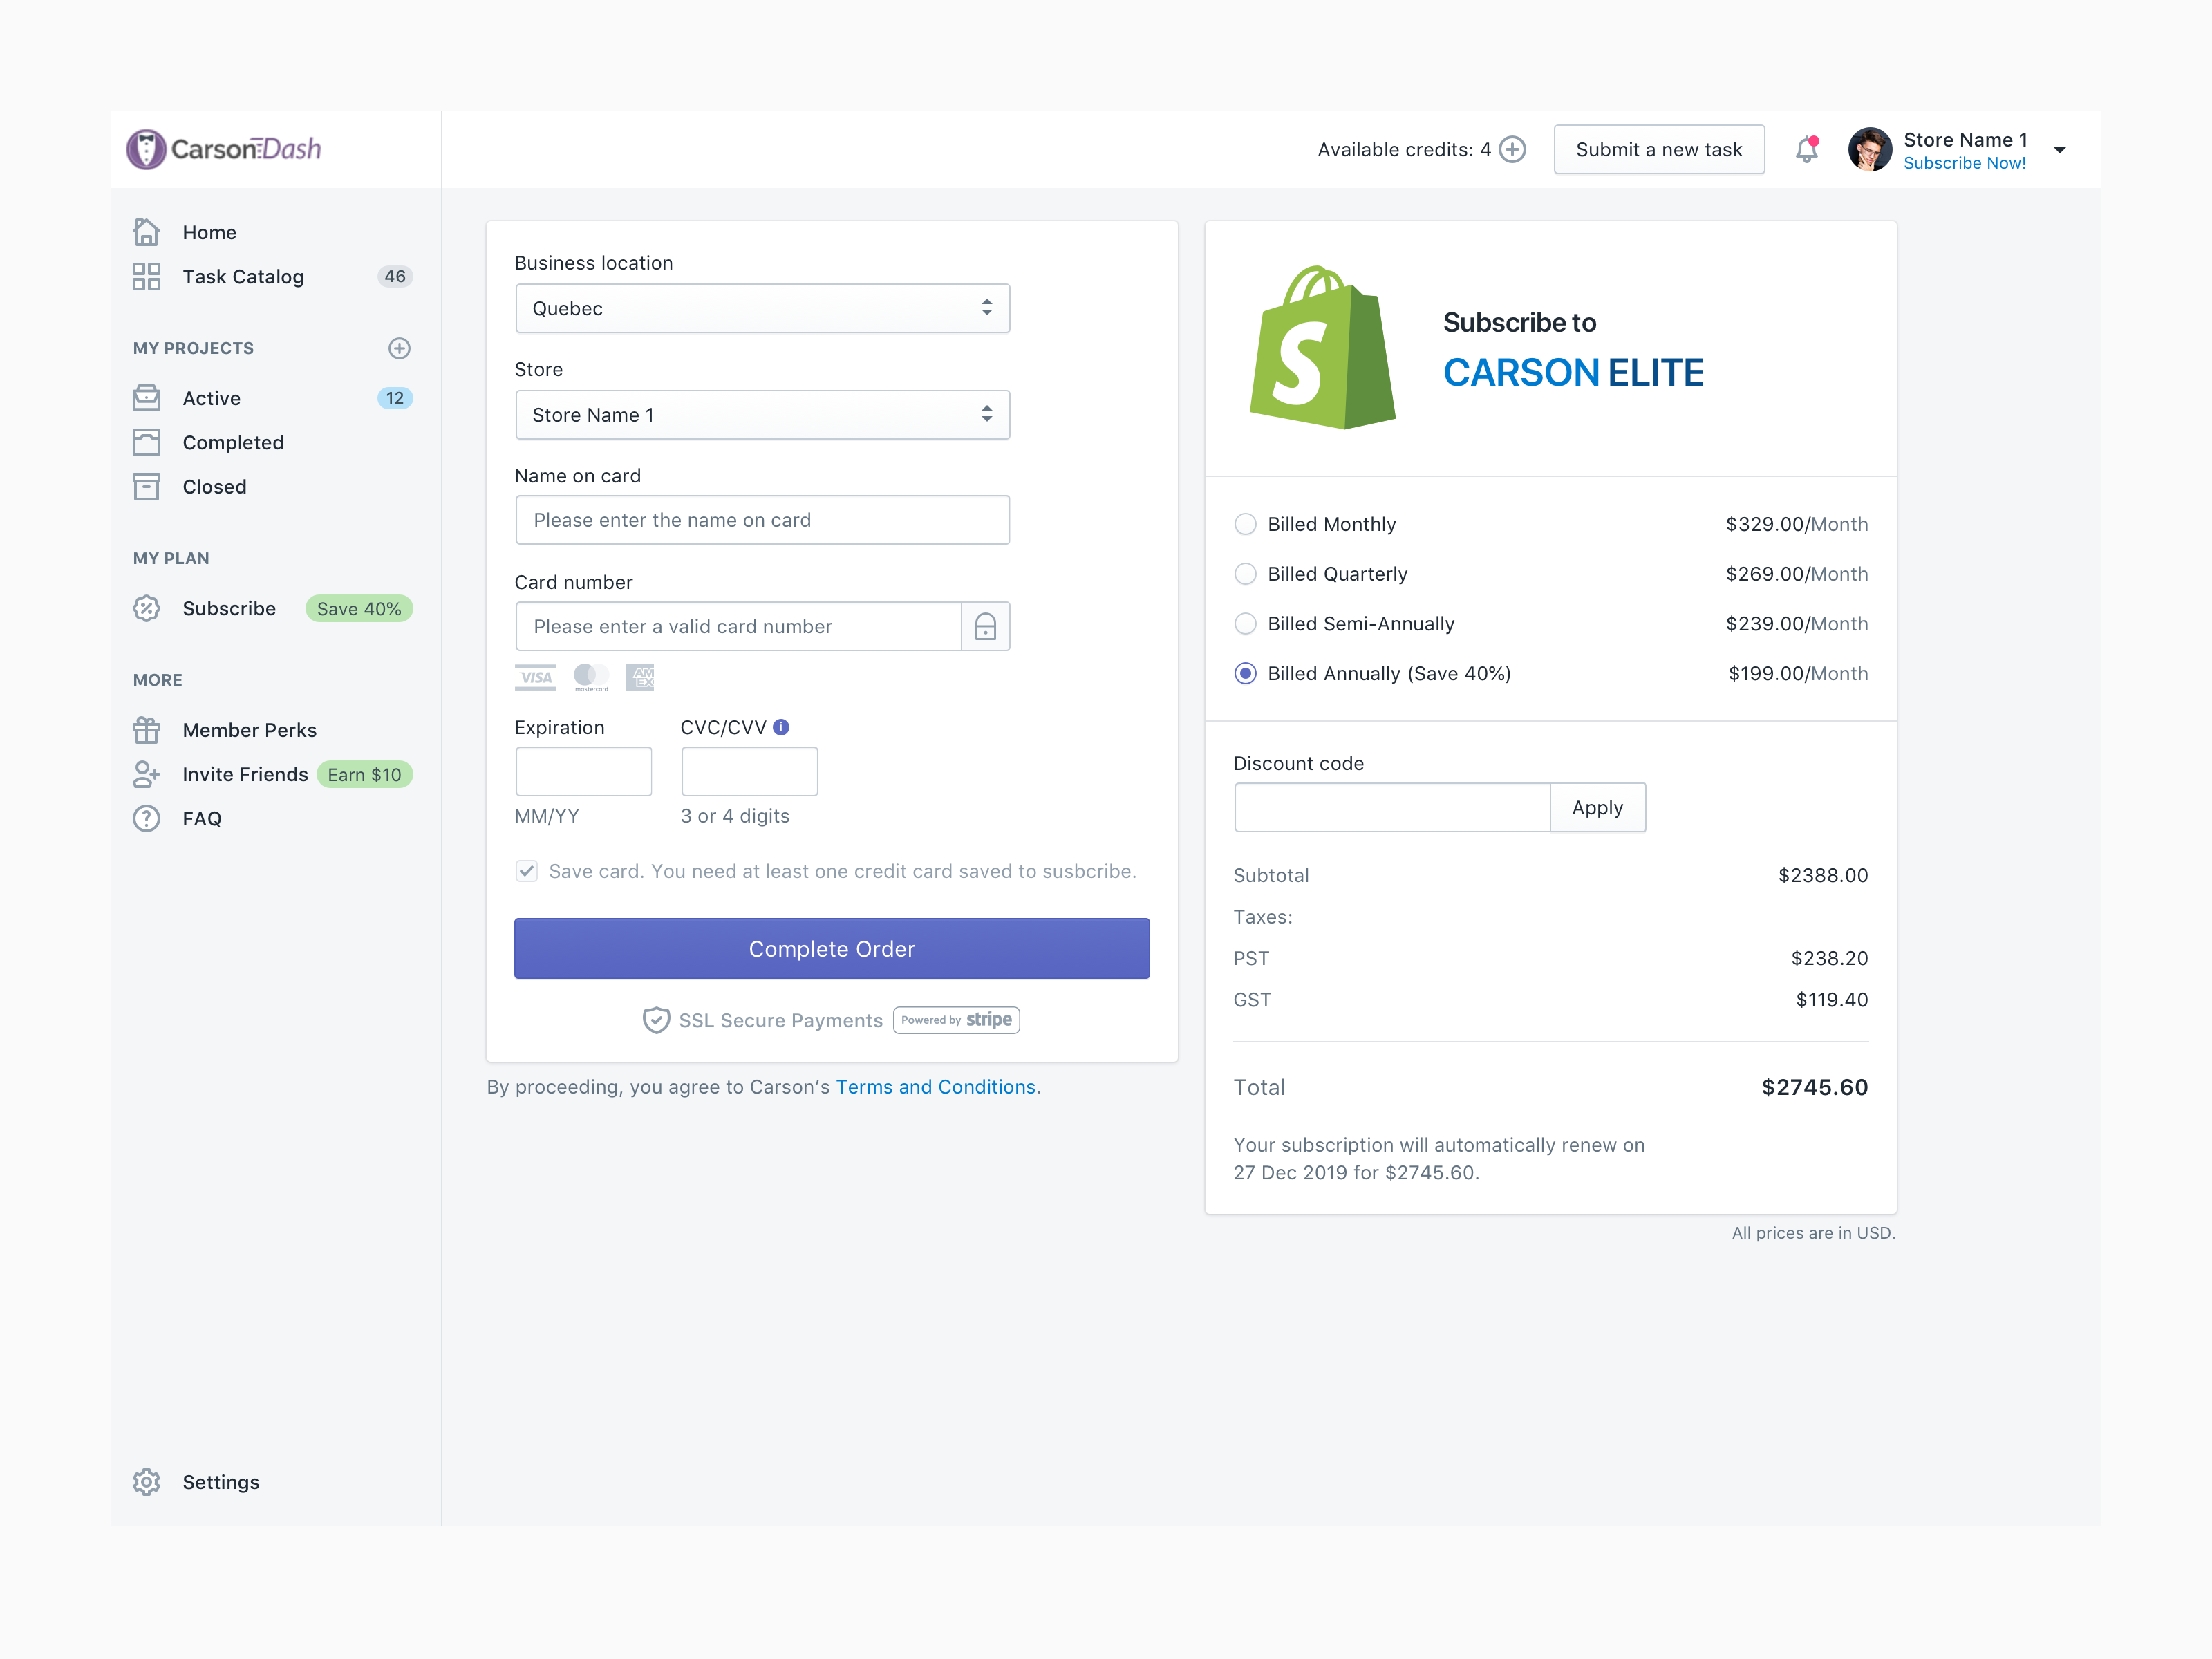 CarsonDash
Available credits: 4
Submit a new task
Store Name 1
Subscribe Now!
Home
Task Catalog 46
MY PROJECTS
Active 12
Completed
Closed
MY PLAN
Subscribe Save 40%
MORE
Member Perks
Invite Friends Earn $10
FAQ
Settings
Business location
Quebec
Store
Store Name 1
Name on card
Please enter the name on card
Card number
Please enter a valid card number
VISA mastercard AM EX
Expiration CVC/CVV i
MM/YY 3 or 4 digits
Save card. You need at least one credit card saved to susbcribe.
Complete Order
SSL Secure Payments Powered by stripe
By proceeding, you agree to Carson’s Terms and Conditions.
S
Subscribe to
CARSON ELITE
Billed Monthly $329.00/Month
Billed Quarterly $269.00/Month
Billed Semi-Annually $239.00/Month
Billed Annually (Save 40%) $199.00/Month
Discount code
Apply
Subtotal $2388.00
Taxes:
PST $238.20
GST $119.40
Total $2745.60
Your subscription will automatically renew on
27 Dec 2019 for $2745.60.
All prices are in USD.